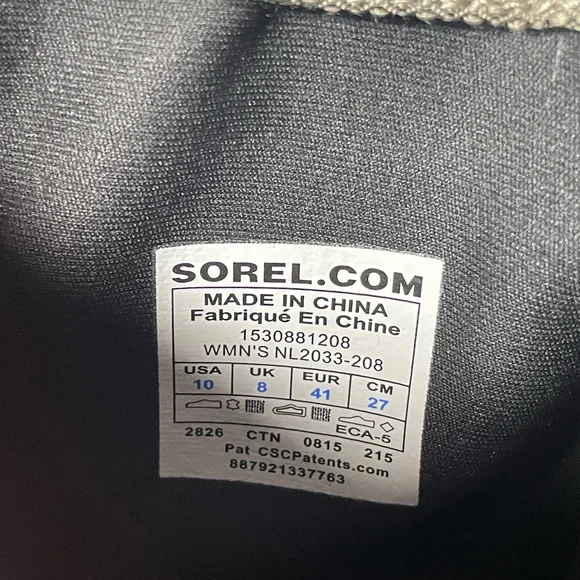 SOREL.COM
MADE IN CHINA
Fabriqué En Chine
1530881208
WMN'S NL2033-208
USA UK EUR CM
10 8 41 27
ECA-5
2826 CTN 0815 215
Pat CSCPatents.com
887921337763